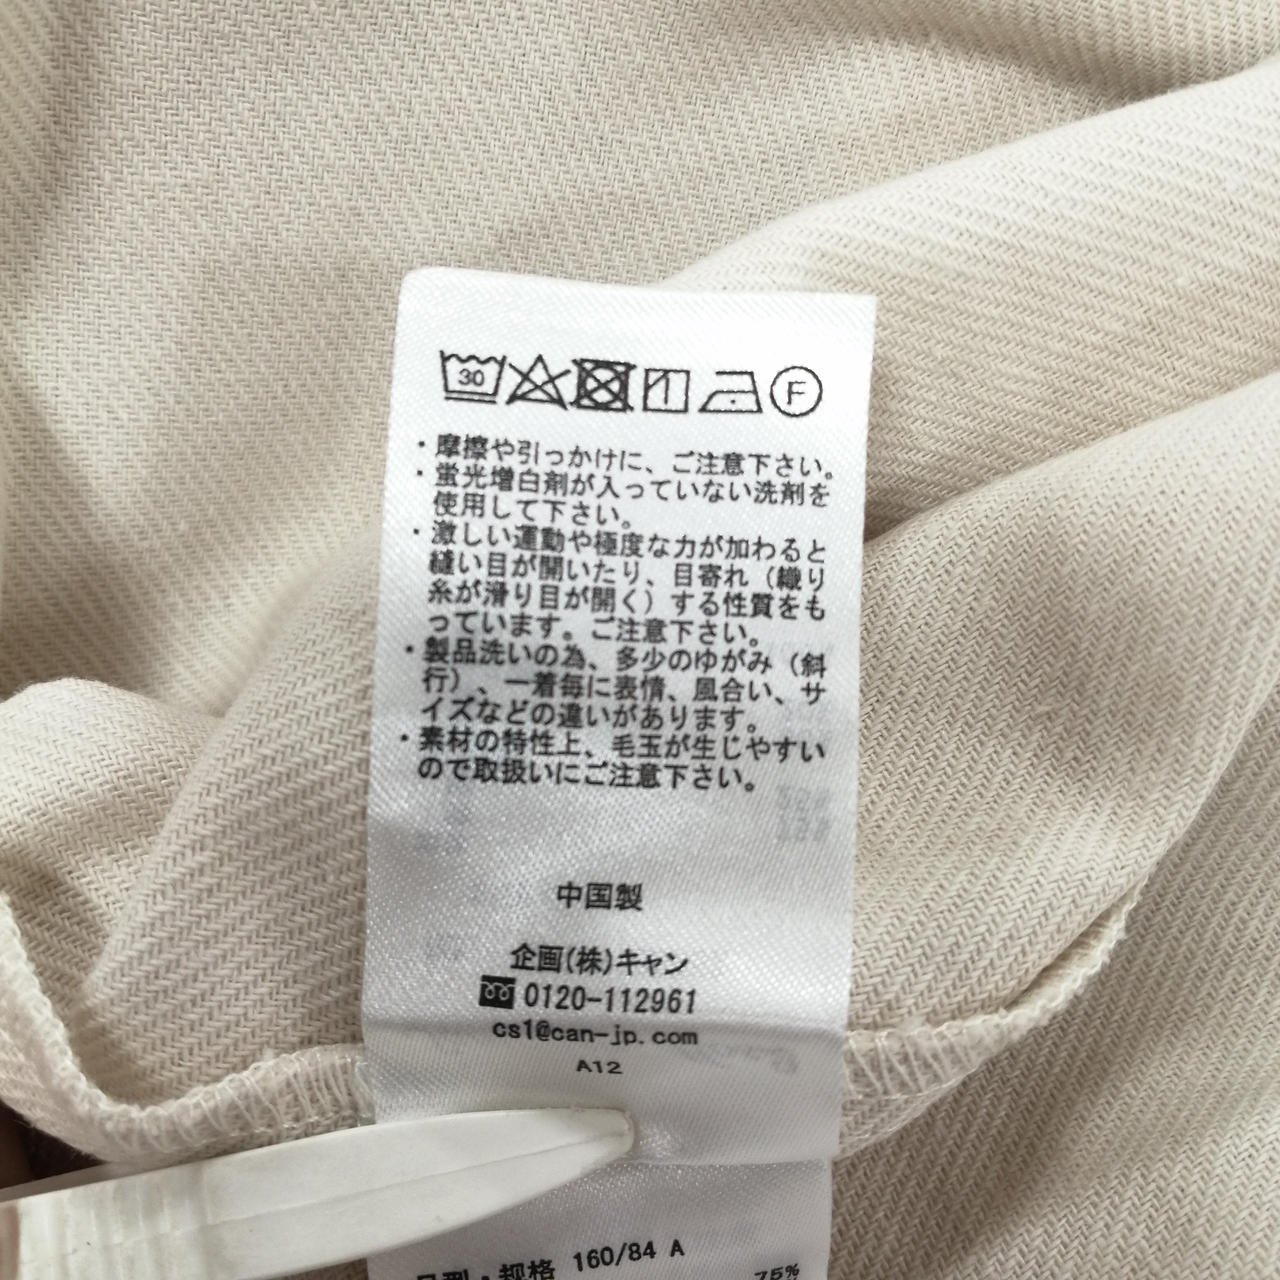 30
F
・摩擦や引っかけに、ご注意下さい。
・蛍光増白剤が入っていない洗剤を
使用して下さい。
・激しい運動や極度な力が加わると
縫い目が開いたり、目寄れ（織り
糸が滑り目が開く）する性質をも
っています。ご注意下さい。
・製品洗いの為、多少のゆがみ（斜
行）、一着毎に表情、風合い、サ
イズなどの違いがあります。
・素材の特性上、毛玉が生じやすい
ので取扱いにご注意下さい。
中国製
企画(株)キャン
0120-112961
cs1@can-jp.com
A12
号型・规格 160/84 A
75%